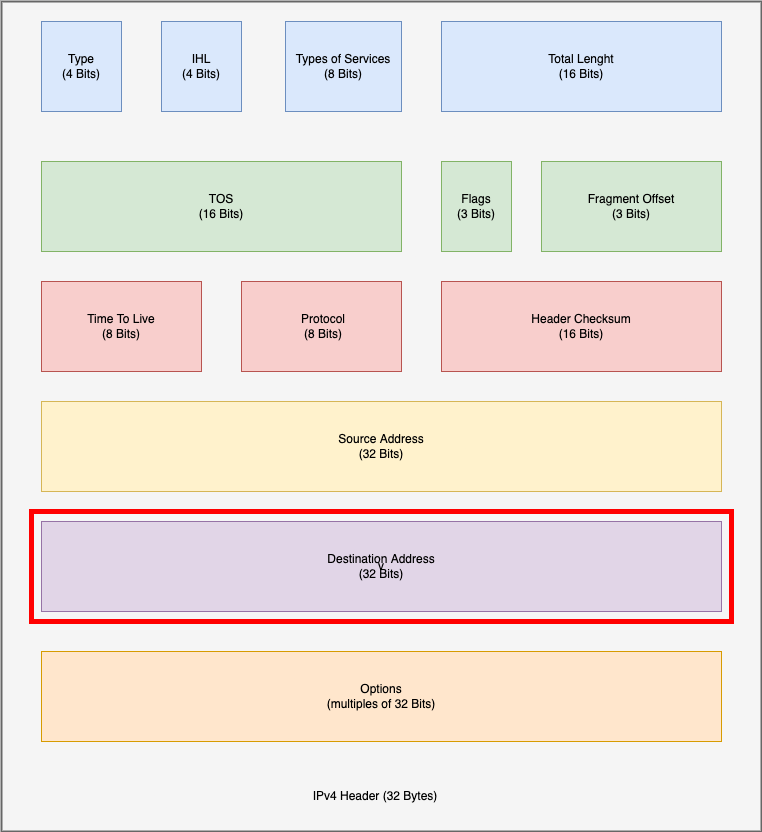 Type
(4 Bits)
IHL
(4 Bits)
Types of Services
(8 Bits)
Total Lenght
(16 Bits)
TOS
(16 Bits)
Flags
(3 Bits)
Fragment Offset
(3 Bits)
Time To Live
(8 Bits)
Protocol
(8 Bits)
Header Checksum
(16 Bits)
Source Address
(32 Bits)
Destination Address
v
(32 Bits)
Options
(multiples of 32 Bits)
IPv4 Header (32 Bytes)